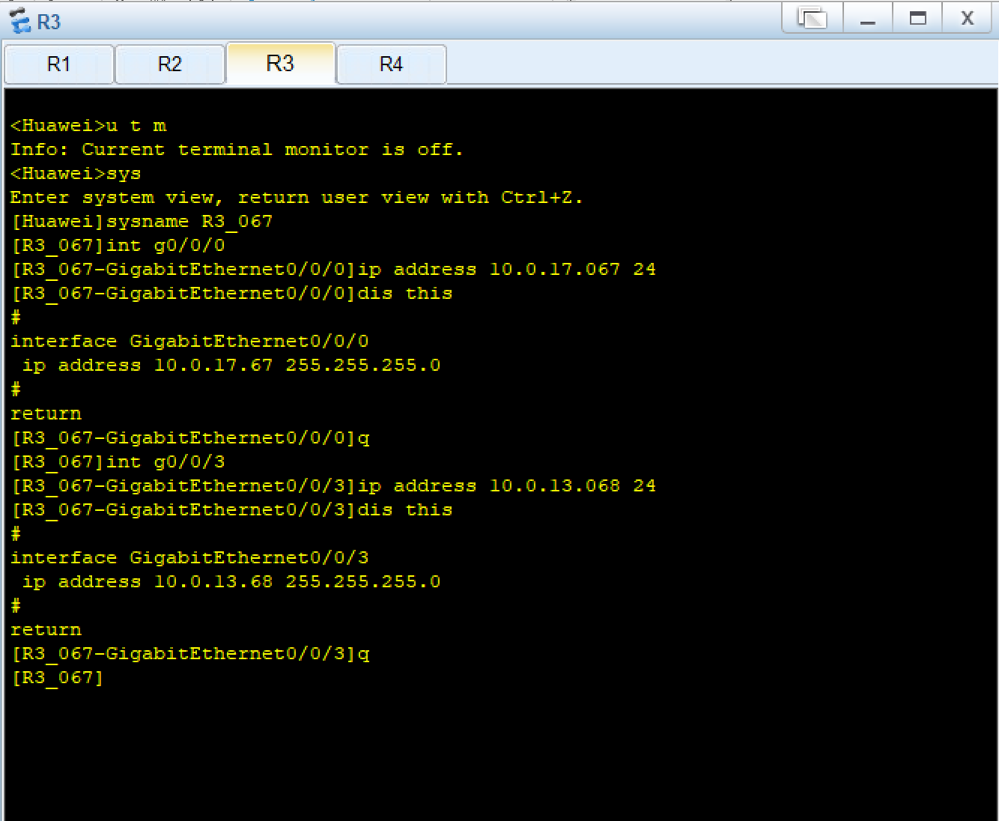 R3
X
R1
R2
R3
R4
<Huawei>u t m
Info: Current terminal monitor is off.
<Huawei>sys
Enter system view, return user view with Ctrl+Z.
[Huawei]sysname R3_067
[R3_067]int g0/0/0
[R3_067-GigabitEthernet0/0/0]ip address 10.0.17.067 24
[R3_067-GigabitEthernet0/0/0]dis this
#
interface GigabitEthernet0/0/0
 ip address 10.0.17.67 255.255.255.0
#
return
[R3_067-GigabitEthernet0/0/0]q
[R3_067]int g0/0/3
[R3_067-GigabitEthernet0/0/3]ip address 10.0.13.068 24
[R3_067-GigabitEthernet0/0/3]dis this
#
interface GigabitEthernet0/0/3
 ip address 10.0.13.68 255.255.255.0
#
return
[R3_067-GigabitEthernet0/0/3]q
[R3_067]